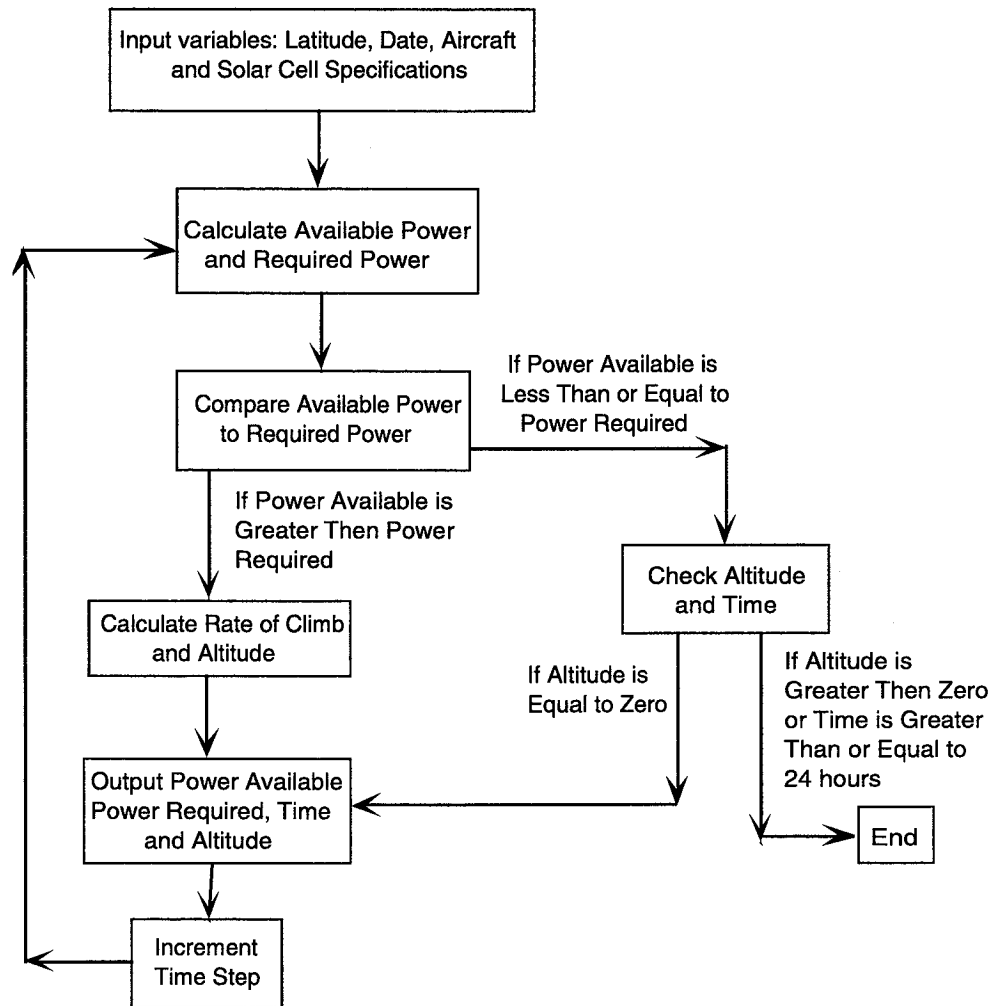 Input variables: Latitude, Date, Aircraft
and Solar Cell Specifications
Calculate Available Power
and Required Power
Compare Available Power
to Required Power
If Power Available is
Less Than or Equal to
Power Required
If Power Available is
Greater Then Power
Required
Check Altitude
and Time
Calculate Rate of Climb
and Altitude
If Altitude is
Equal to Zero
If Altitude is
Greater Then Zero
or Time is Greater
Than or Equal to
24 hours
Output Power Available
Power Required, Time
and Altitude
End
Increment
Time Step